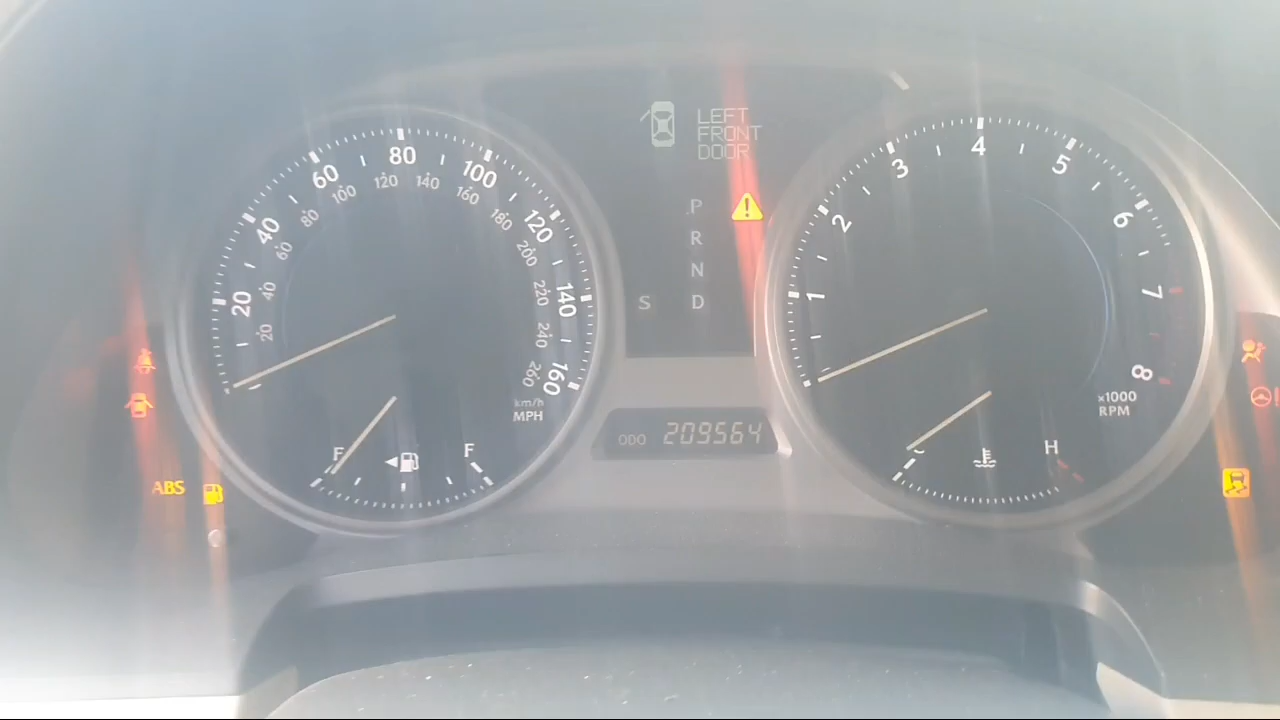 LEFT
FRONT
DOOR
P
R
N
S D
20 40 60 80 100 120 140 160
20 40 60 80 100 120 140 160 180 200 220 240 260
km/h
MPH
F F
1 2 3 4 5 6 7 8
x1000
RPM
H
ODO 209564
ABS